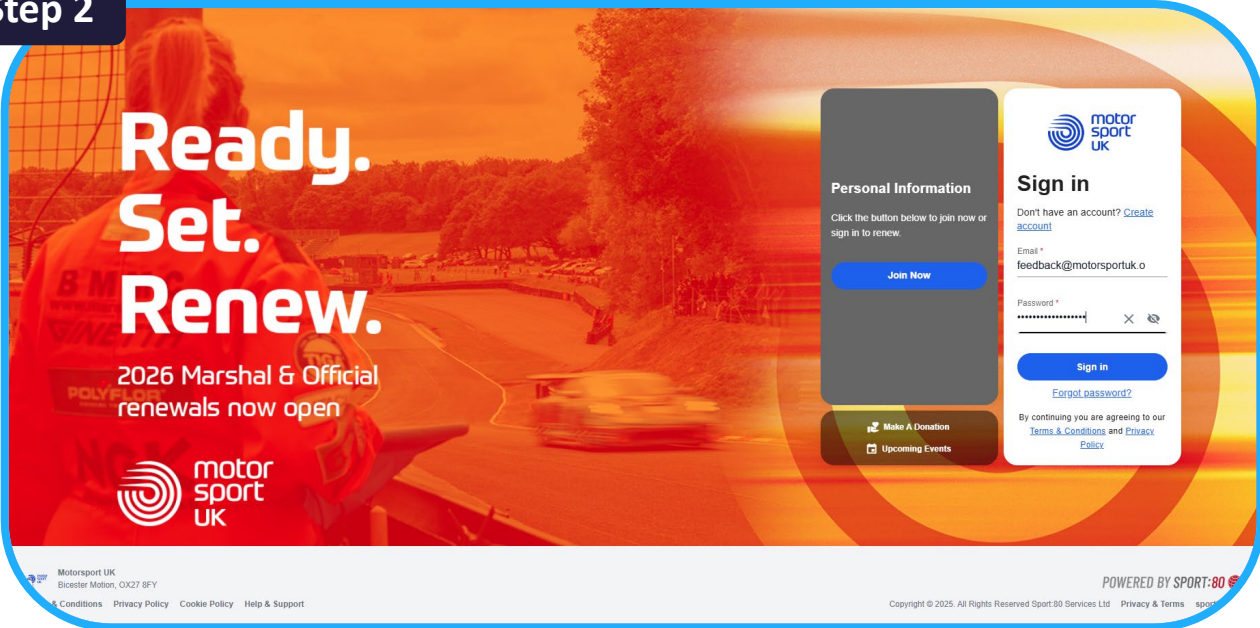 Step 2
Ready.
Set.
Renew.
2026 Marshal & Official
renewals now open
motor
sport
UK
POLYFLOR
GINETTA
Personal Information
Click the button below to join now or
sign in to renew.
Join Now
Make A Donation
Upcoming Events
motor
sport
UK
Sign in
Don't have an account? Create
account
Email *
feedback@motorsportuk.o
Password *
••••••••••••••••••
Sign in
Forgot password?
By continuing you are agreeing to our
Terms & Conditions and Privacy
Policy
Motorsport UK
Bicester Motion, OX27 8FY
& Conditions Privacy Policy Cookie Policy Help & Support
POWERED BY SPORT:80
Copyright © 2025. All Rights Reserved Sport:80 Services Ltd Privacy & Terms